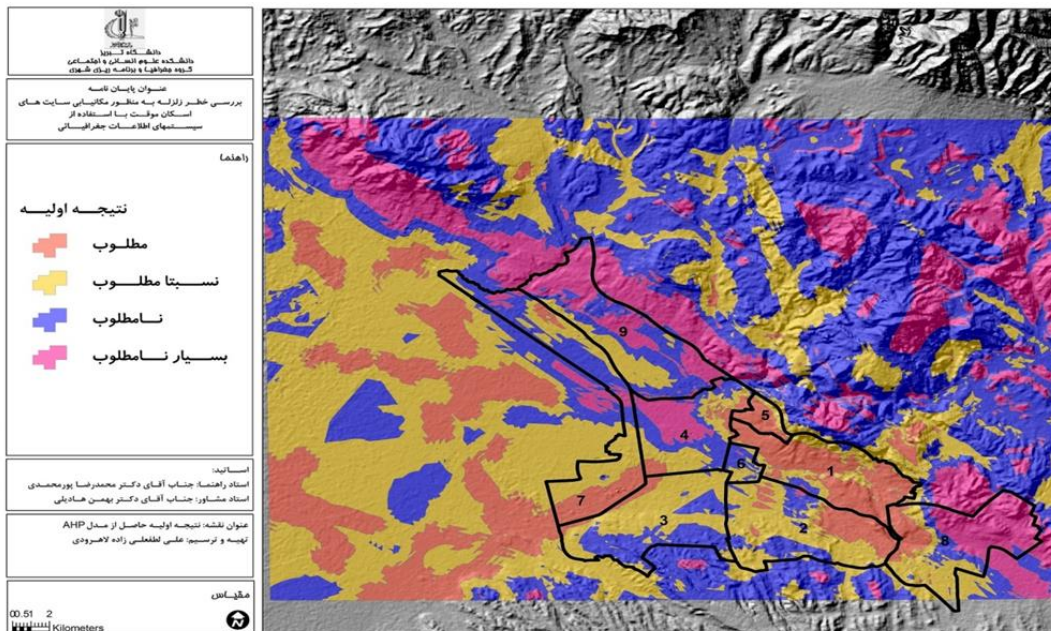 دانشگاه تبریز
دانشکده علوم انسانی و اجتماعی
گروه جغرافیا و برنامه ریزی شهری
عنوان پایان نامه
بررسی خطر زلزله به منظور مکانیابی سایت های
اسکان موقت با استفاده از
سیستمهای اطلاعات جغرافیائی
راهنما
نتیجه اولیه
مطلوب
نسبتا مطلوب
نامطلوب
بسیار نامطلوب
اساتید:
استاد راهنما: جناب آقای دکتر محمدرضا پورمحمدی
استاد مشاور: جناب آقای دکتر بهمن هادیلی
عنوان نقشه: نتیجه اولیه حاصل از مدل AHP
تهیه و ترسیم: علی لطفعلی زاده لاهرودی
مقیاس
00.51 2
Kilometers
9
5
4
6
1
7
3
2
8